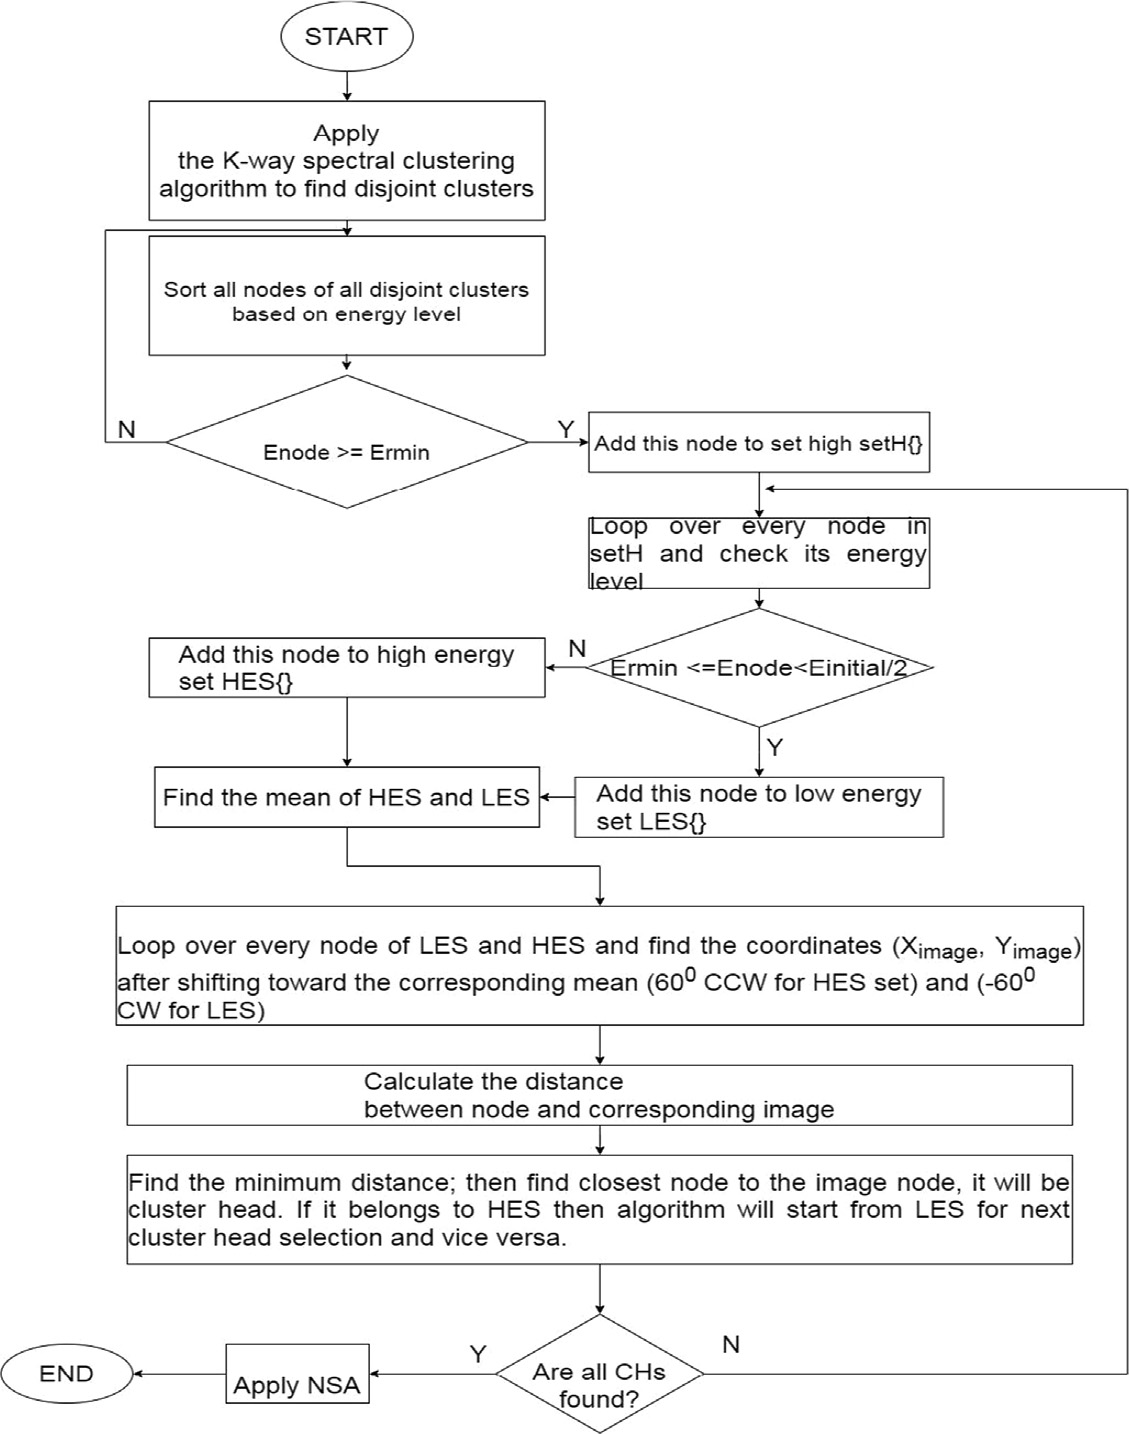 START
Apply
the K-way spectral clustering
algorithm to find disjoint clusters
Sort all nodes of all disjoint clusters
based on energy level
N
Enode >= Ermin
Y
Add this node to set high setH{}
Loop over every node in
setH and check its energy
level
Ermin <=Enode<Einitial/2
N
Add this node to high energy
set HES{}
Y
Add this node to low energy
set LES{}
Find the mean of HES and LES
Loop over every node of LES and HES and find the coordinates (Ximage, Yimage)
after shifting toward the corresponding mean (60⁰ CCW for HES set) and (-60⁰
CW for LES)
Calculate the distance
between node and corresponding image
Find the minimum distance; then find closest node to the image node, it will be
cluster head. If it belongs to HES then algorithm will start from LES for next
cluster head selection and vice versa.
Are all CHs
found?
N
Y
Apply NSA
END